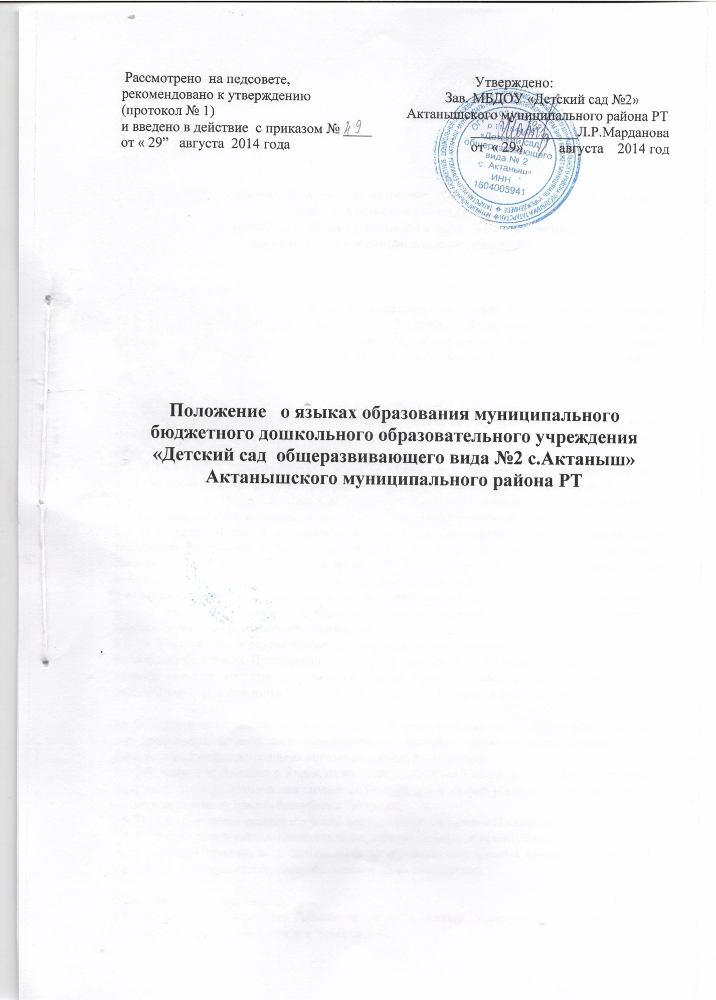 Рассмотрено на педсовете,
рекомендовано к утверждению
(протокол № 1)
и введено в действие с приказом № 49
от « 29” августа 2014 года
Утверждено:
Зав. МБДОУ «Детский сад №2»
Актанышского муниципального района РТ
Л.Р.Марданова
от « 29» августа 2014 год
«Детский сад
общеразвивающего
вида № 2
с. Актаныш»
ИНН
1604005941
Положение о языках образования муниципального
бюджетного дошкольного образовательного учреждения
«Детский сад общеразвивающего вида №2 с.Актаныш»
Актанышского муниципального района РТ